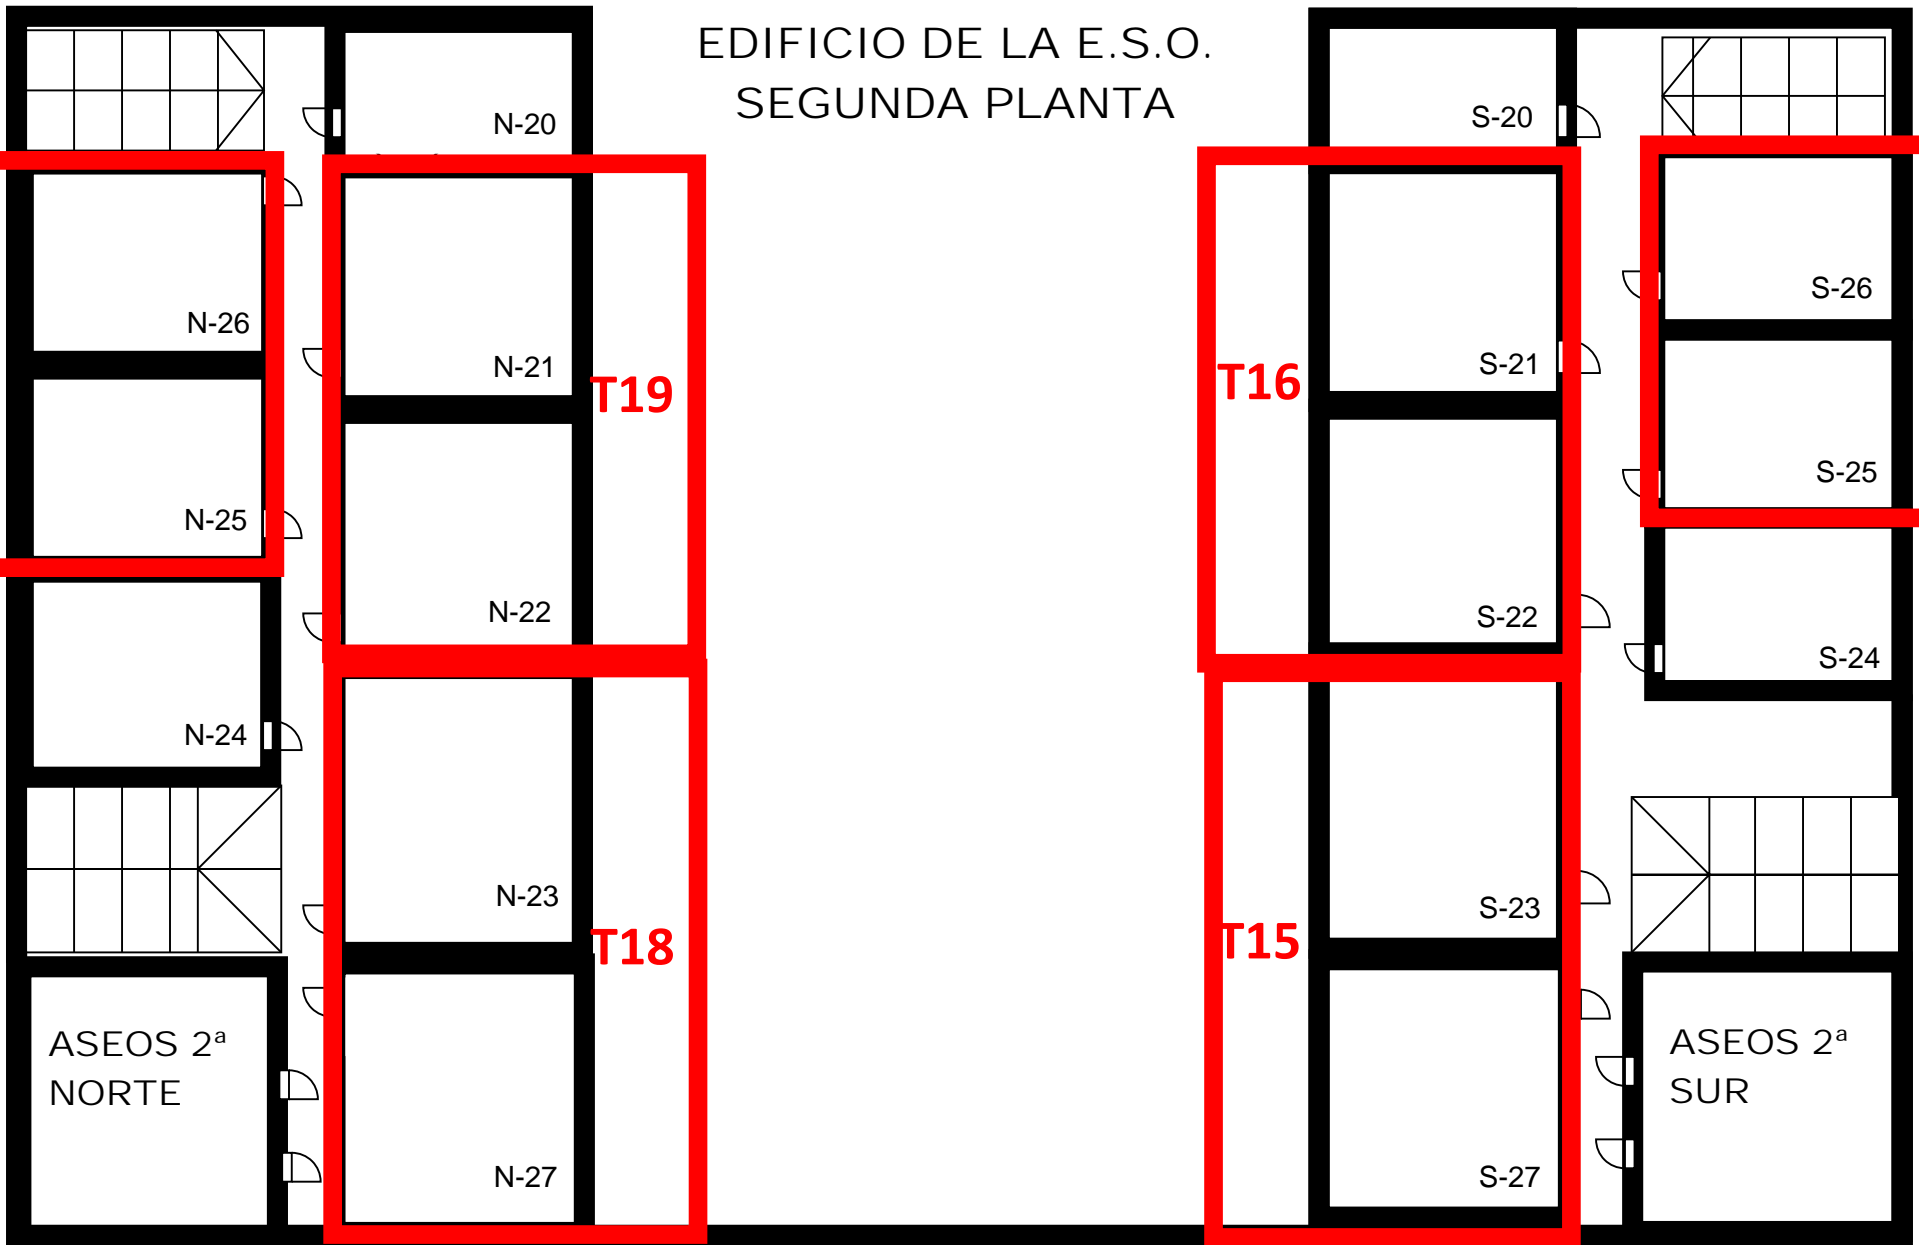 EDIFICIO DE LA E.S.O.
SEGUNDA PLANTA
N-20
S-20
N-26
N-21
T19
T16
S-21
S-26
N-25
N-22
S-22
S-25
N-24
S-24
N-23
T18
T15
S-23
ASEOS 2ª
NORTE
N-27
S-27
ASEOS 2ª
SUR